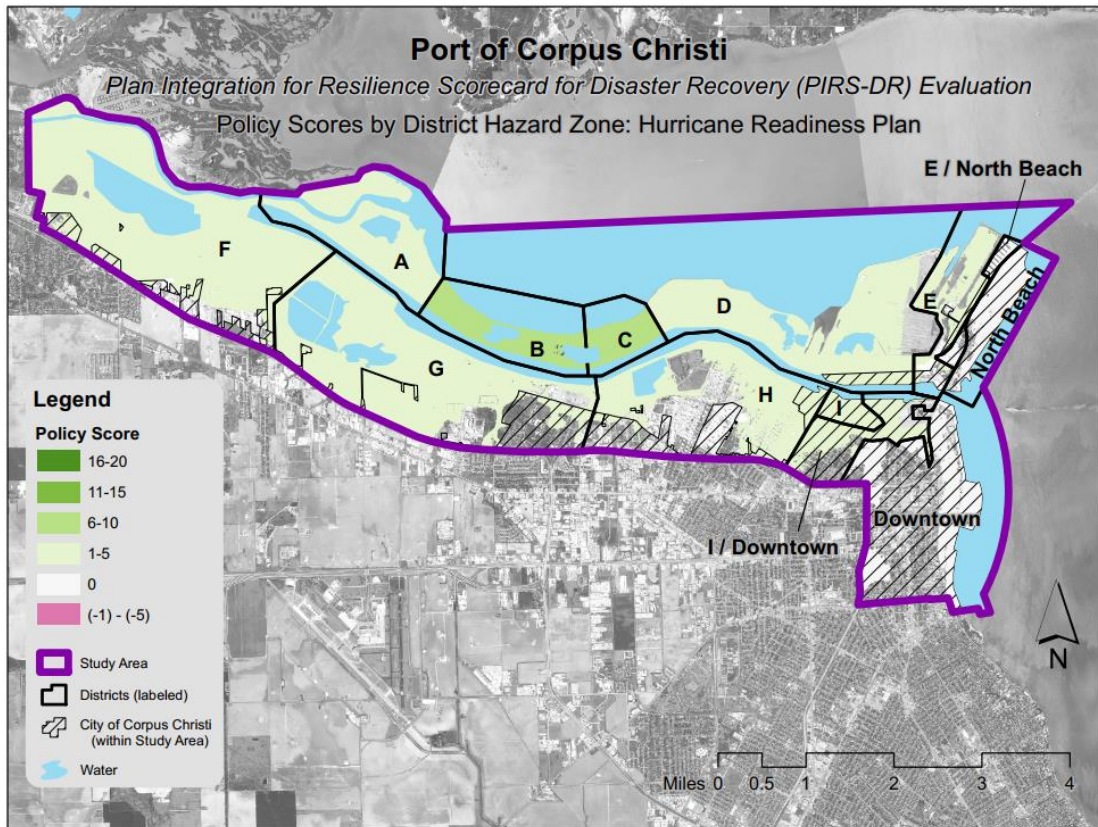 Port of Corpus Christi
Plan Integration for Resilience Scorecard for Disaster Recovery (PIRS-DR) Evaluation
Policy Scores by District Hazard Zone: Hurricane Readiness Plan
E / North Beach
F
A
D
E
North Beach
B
C
G
H
I
Downtown
I / Downtown
Legend
Policy Score
16-20
11-15
6-10
1-5
0
(-1) - (-5)
Study Area
Districts (labeled)
City of Corpus Christi
(within Study Area)
Water
N
Miles 0 0.5 1 2 3 4